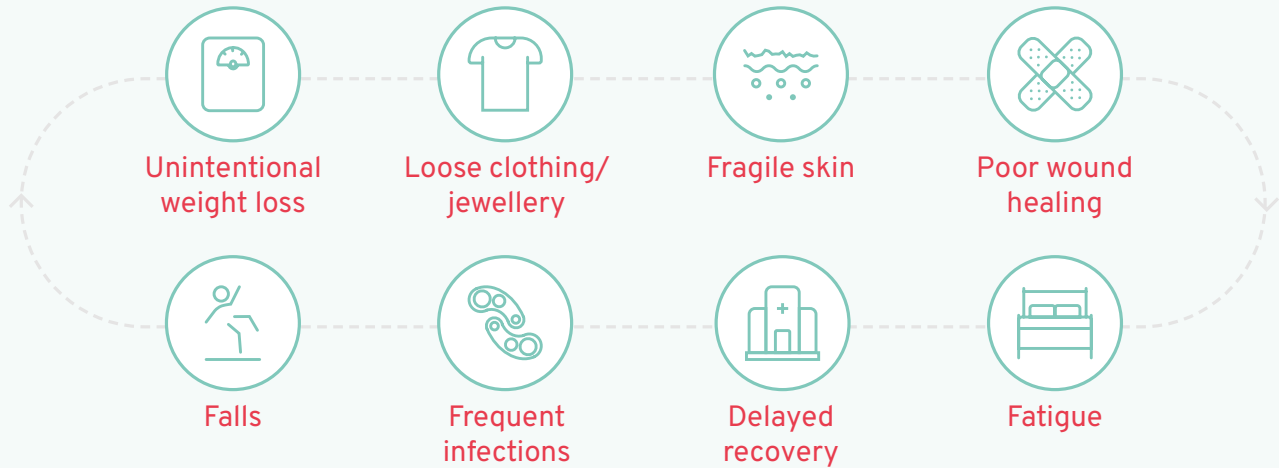 Unintentional
weight loss
Loose clothing/
jewellery
Fragile skin
Poor wound
healing
Falls
Frequent
infections
Delayed
recovery
Fatigue